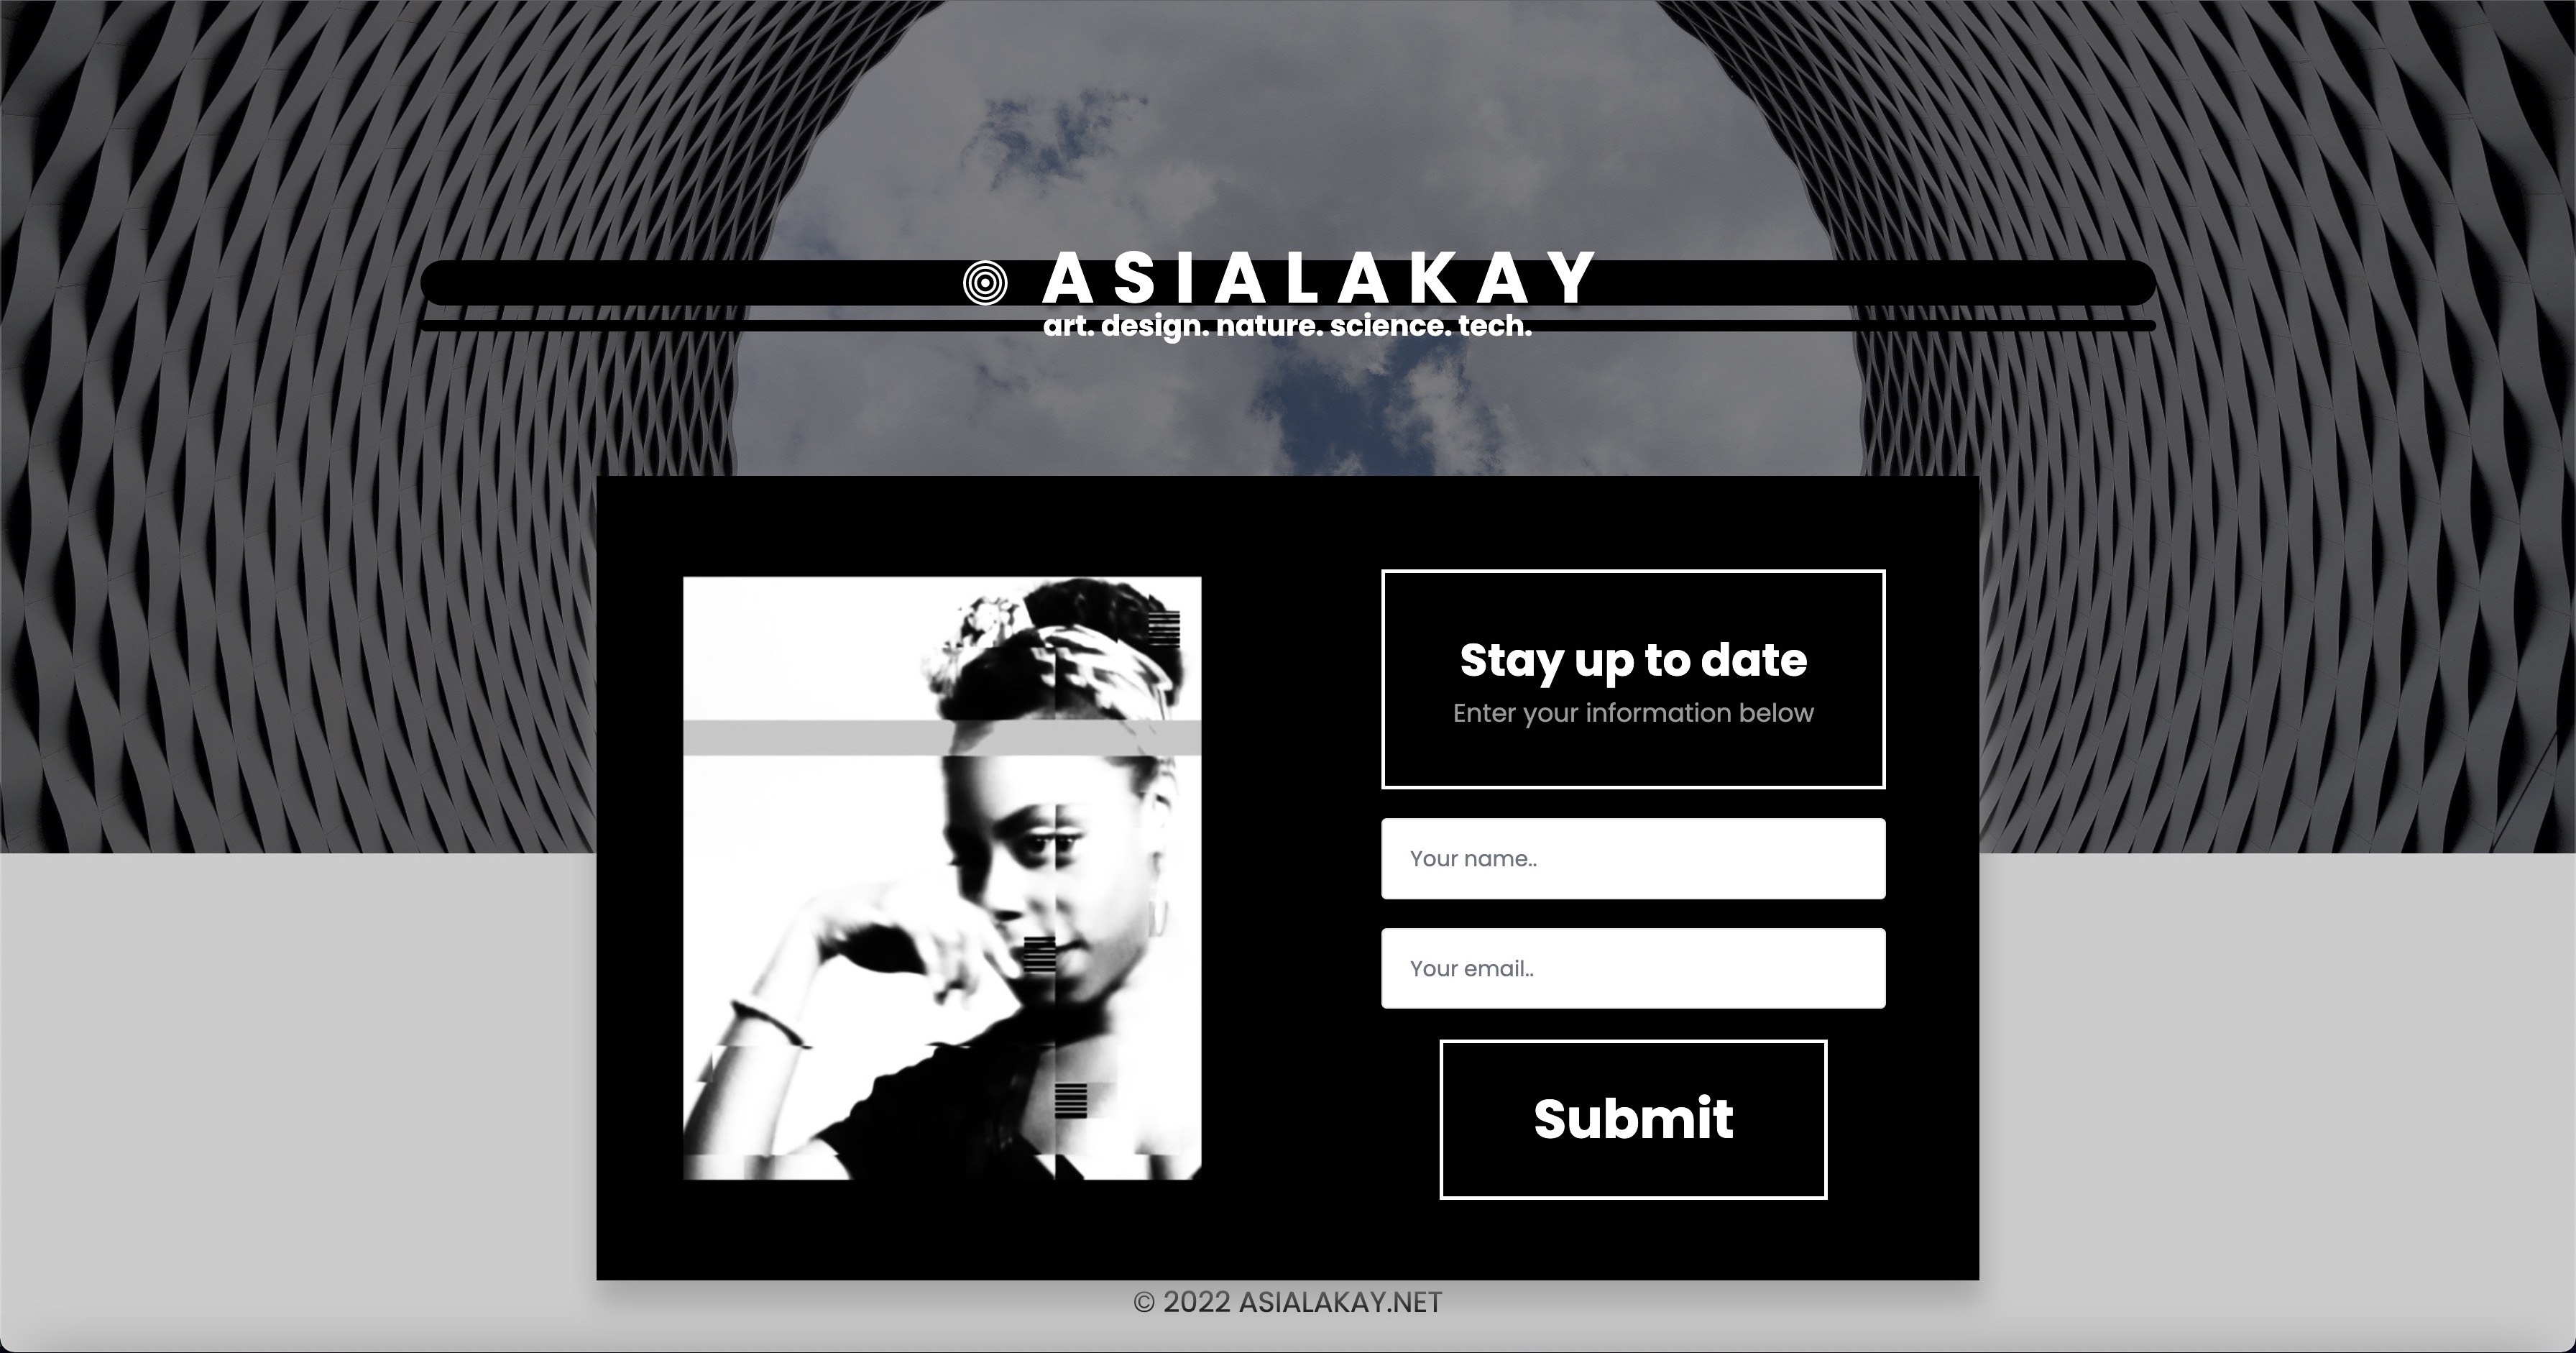 ASIALAKAY
art. design. nature. science. tech.
Stay up to date
Enter your information below
Your name..
Your email..
Submit
© 2022 ASIALAKAY.NET